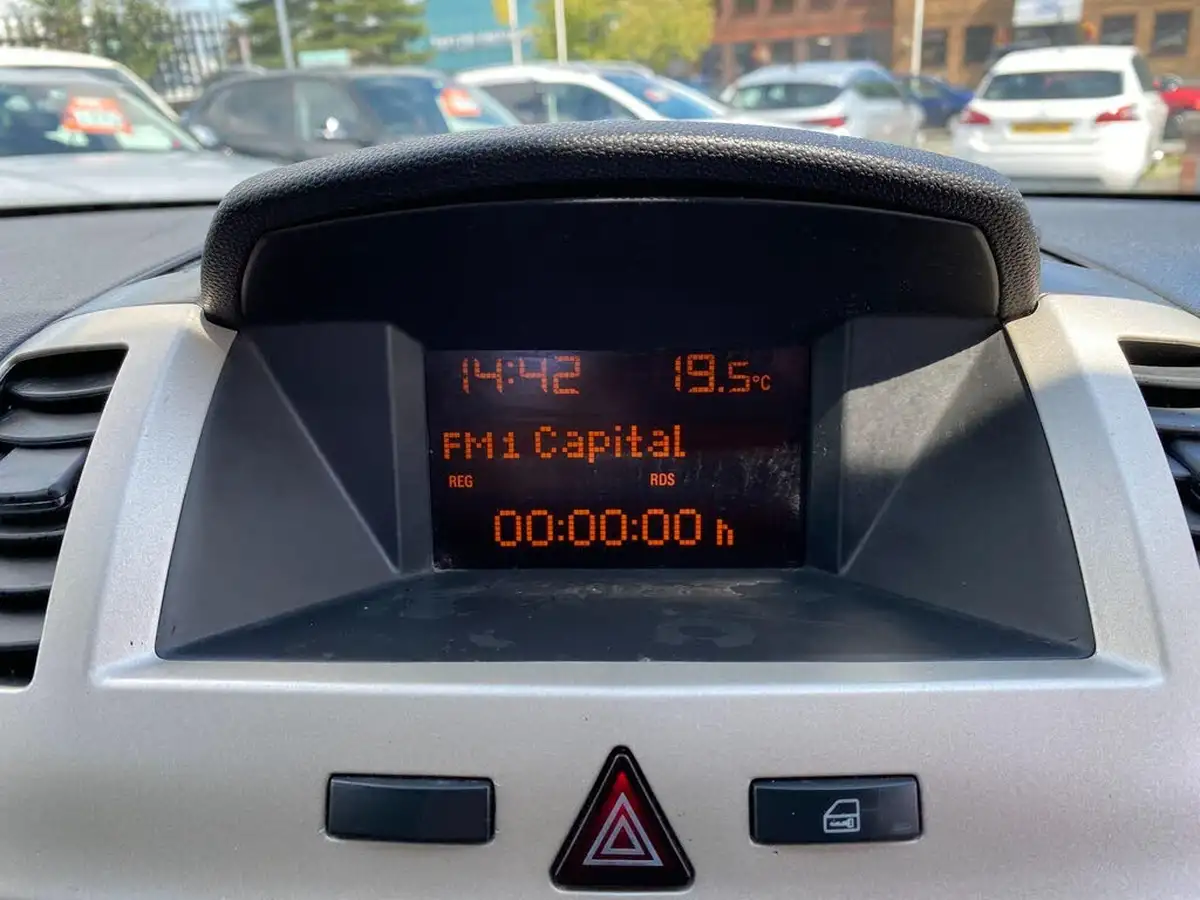 14:42 19.5°C
FM1 Capital
REG RDS
00:00:00 h